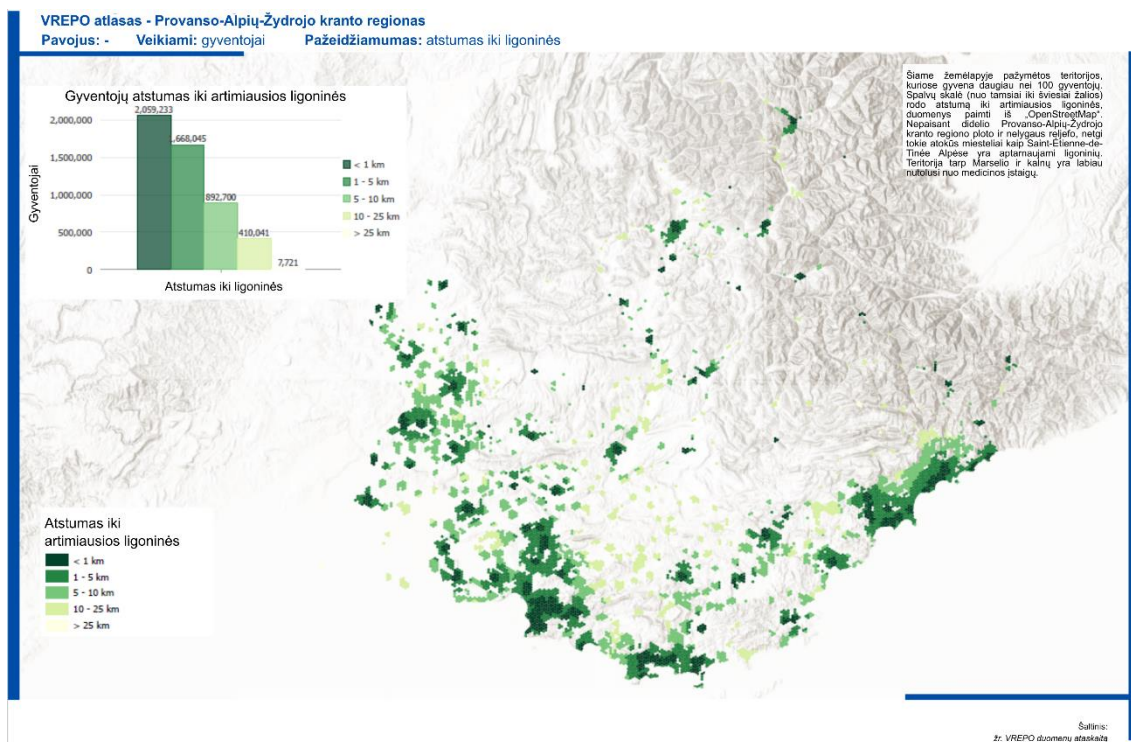 VREPO atlasas - Provanso-Alpių-Žydrojo kranto regionas
Pavojus: - Veikiami: gyventojai Pažeidžiamumas: atstumas iki ligoninės
Šiame žemėlapyje pažymėtos teritorijos,
kuriose gyvena daugiau nei 100 gyventojų.
Spalvų skalė (nuo tamsiai iki šviesiai žalios)
rodo atstumą iki artimiausios ligoninės,
duomenys paimti iš „OpenStreetMap“.
Nepaisant didelio Provanso-Alpių-Žydrojo
kranto regiono ploto ir nelygaus reljefo, netgi
tokie atokūs miesteliai kaip Saint-Étienne-de-
Tinée Alpėse yra aptarnaujami ligoninių.
Teritorija tarp Marselio ir kalnų yra labiau
nutolusi nuo medicinos įstaigų.
Gyventojų atstumas iki artimiausios ligoninės
2,059,233
2,000,000
1,668,045
1,500,000
< 1 km
1 - 5 km
892,700
5 - 10 km
1,000,000
10 - 25 km
410,041
> 25 km
500,000
7,721
0
Gyventojai
Atstumas iki ligoninės
Atstumas iki
artimiausios ligoninės
< 1 km
1 - 5 km
5 - 10 km
10 - 25 km
> 25 km
Šaltinis:
žr. VREPO duomenų ataskaitą